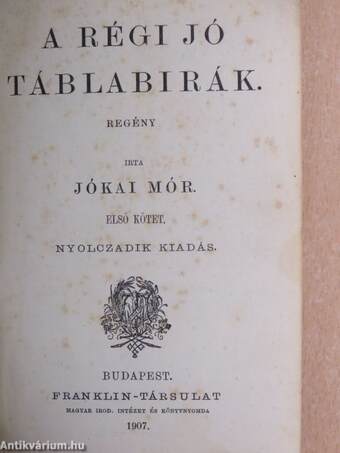 A RÉGI JÓ
TÁBLABIRÁK.
REGÉNY
IRTA
JÓKAI MÓR.
ELSŐ KÖTET.
NYOLCZADIK KIADÁS.
BUDAPEST.
FRANKLIN-TÁRSULAT
MAGYAR IROD. INTÉZET ÉS KÖNYVNYOMDA
1907.
Antikvárium.hu